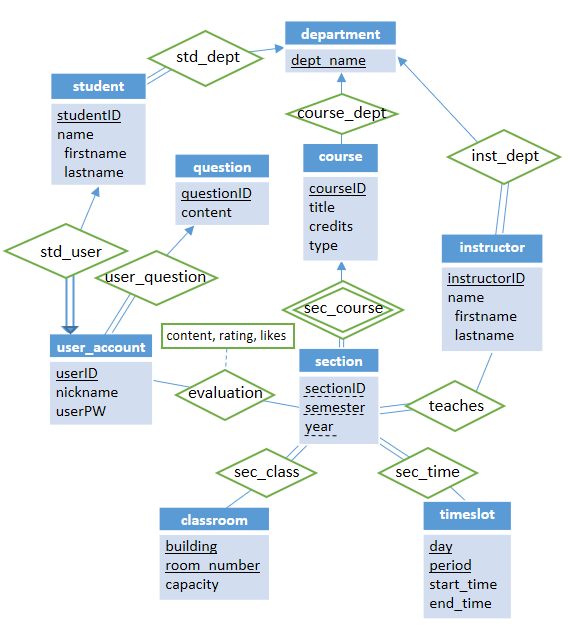 department
dept_name
std_dept
student
studentID
name
firstname
lastname
course_dept
inst_dept
question
questionID
content
course
courseID
title
credits
type
std_user
user_question
instructor
instructorID
name
firstname
lastname
sec_course
content, rating, likes
user_account
userID
nickname
userPW
evaluation
section
sectionID
semester
year
teaches
sec_class
sec_time
classroom
building
room_number
capacity
timeslot
day
period
start_time
end_time